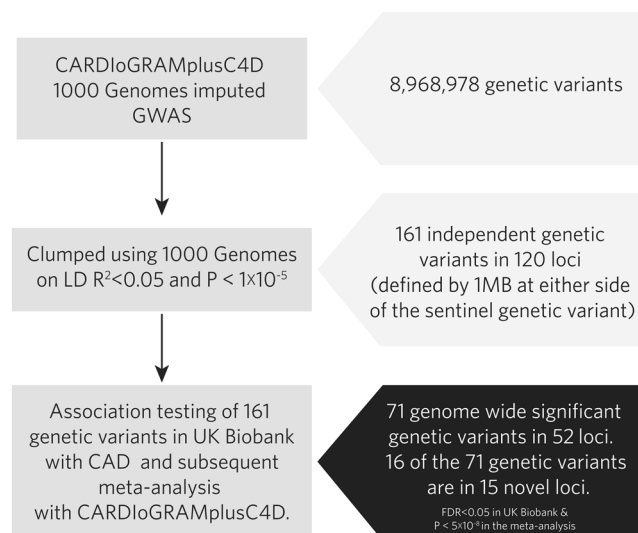 CARDIoGRAMplusC4D
1000 Genomes imputed
GWAS
8,968,978 genetic variants
Clumped using 1000 Genomes
on LD R²<0.05 and P < 1x10⁻⁵
161 independent genetic
variants in 120 loci
(defined by 1MB at either side
of the sentinel genetic variant)
Association testing of 161
genetic variants in UK Biobank
with CAD and subsequent
meta-analysis
with CARDIoGRAMplusC4D.
71 genome wide significant
genetic variants in 52 loci.
16 of the 71 genetic variants
are in 15 novel loci.
FDR<0.05 in UK Biobank &
P < 5x10⁻⁸ in the meta-analysis